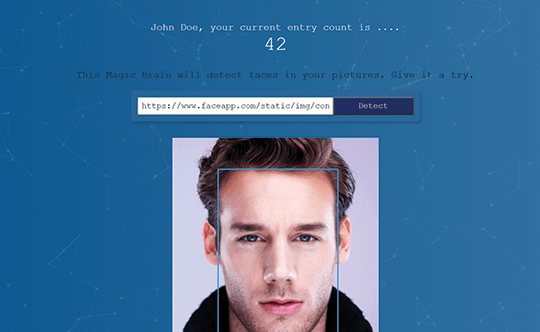 John Doe, your current entry count is ....
42
This Magic Brain will detect faces in your pictures. Give it a try.
https://www.faceapp.com/static/img/con
Detect